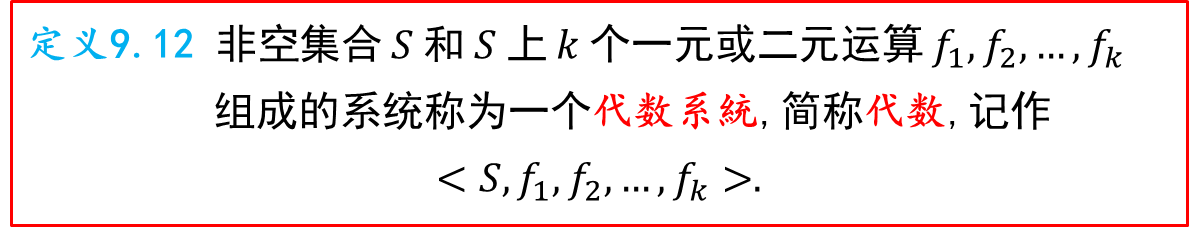 定义9.12 非空集合 S 和 S 上 k 个一元或二元运算 f₁, f₂, …, fₖ
组成的系统称为一个代数系統, 简称代数, 记作
< S, f₁, f₂, …, fₖ >.